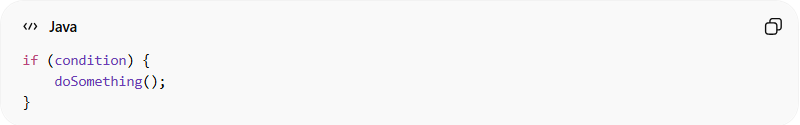 </> Java
if (condition) {
    doSomething();
}